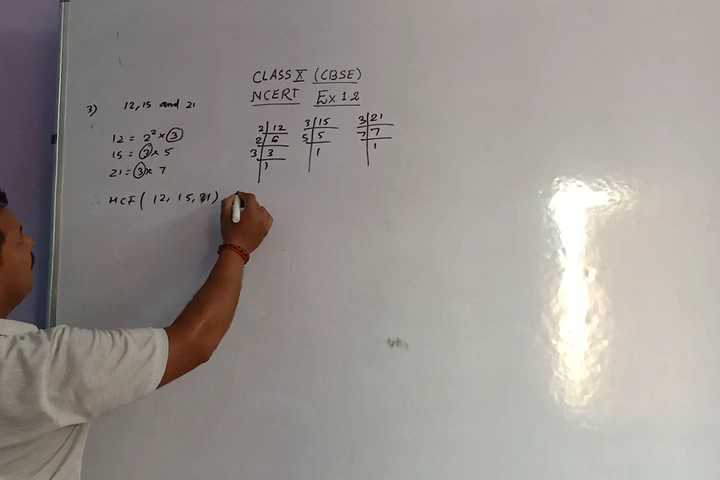 CLASS X (CBSE)
NCERT Ex 1.2
3) 12, 15 and 21
12 = 2² × 3
15 = 3 × 5
21 = 3 × 7
∴ HCF ( 12, 15, 21)
2 | 12
2 | 6
3 | 3
1
3 | 15
5 | 5
1
3 | 21
7 | 7
1